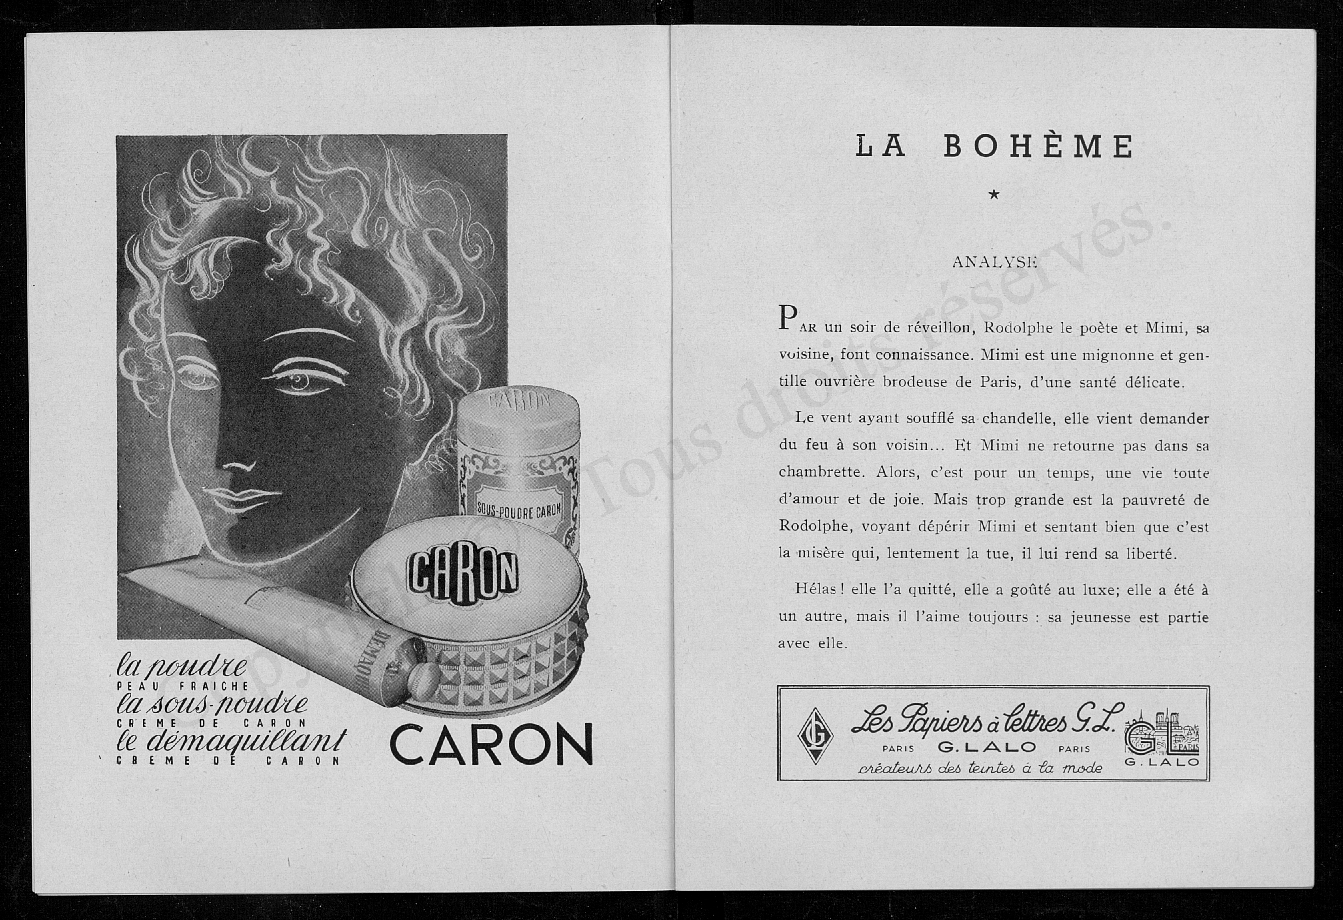 CARON
SOUS-POUDRE CARON
CARON
DEMAQ
la poudre
PEAU FRAICHE
la sous-poudre
CREME DE CARON
le démaquillant
CREME DE CARON
CARON
LA BOHÈME
★
ANALYSE
PAR un soir de réveillon, Rodolphe le poète et Mimi, sa
voisine, font connaissance. Mimi est une mignonne et gen-
tille ouvrière brodeuse de Paris, d'une santé délicate.
Le vent ayant soufflé sa chandelle, elle vient demander
du feu à son voisin... Et Mimi ne retourne pas dans sa
chambrette. Alors, c'est pour un temps, une vie toute
d'amour et de joie. Mais trop grande est la pauvreté de
Rodolphe, voyant dépérir Mimi et sentant bien que c'est
la misère qui, lentement la tue, il lui rend sa liberté.
Hélas! elle l'a quitté, elle a goûté au luxe; elle a été à
un autre, mais il l'aime toujours : sa jeunesse est partie
avec elle.
G
Les Papiers à lettres G.L.
PARIS G. LALO PARIS
créateurs des teintes à la mode
GL
PARIS
G. LALO
Tous droits réservés.